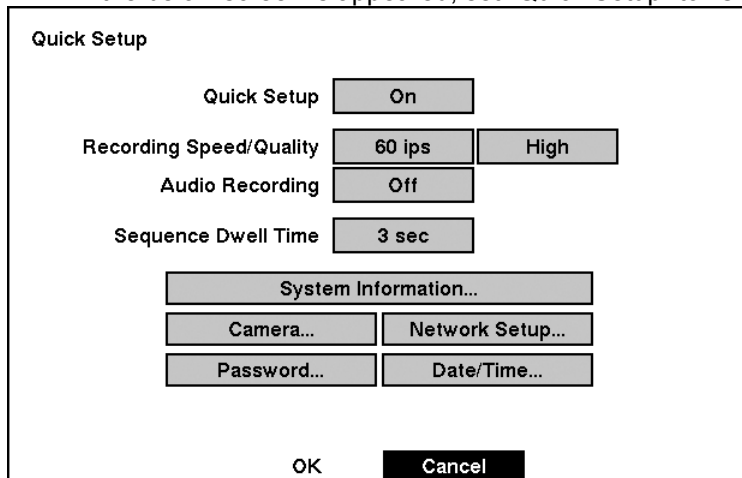 Quick Setup
Quick Setup On
Recording Speed/Quality 60 ips High
Audio Recording Off
Sequence Dwell Time 3 sec
System Information...
Camera... Network Setup...
Password... Date/Time...
OK Cancel